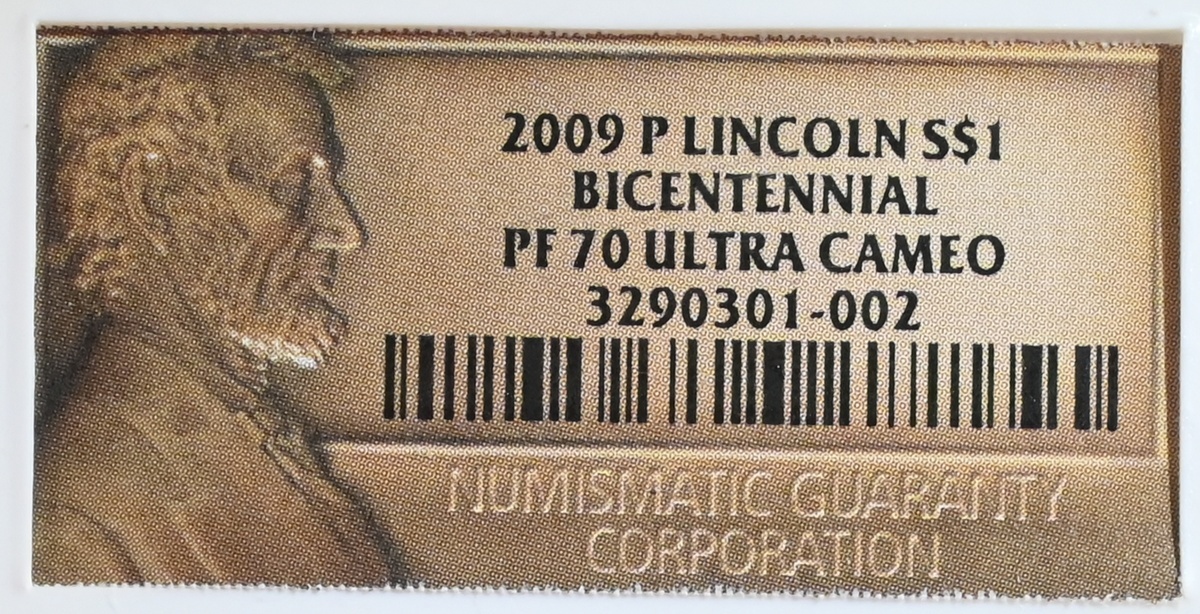 2009 P LINCOLN S$1
BICENTENNIAL
PF 70 ULTRA CAMEO
3290301-002
NUMISMATIC GUARANTY
CORPORATION